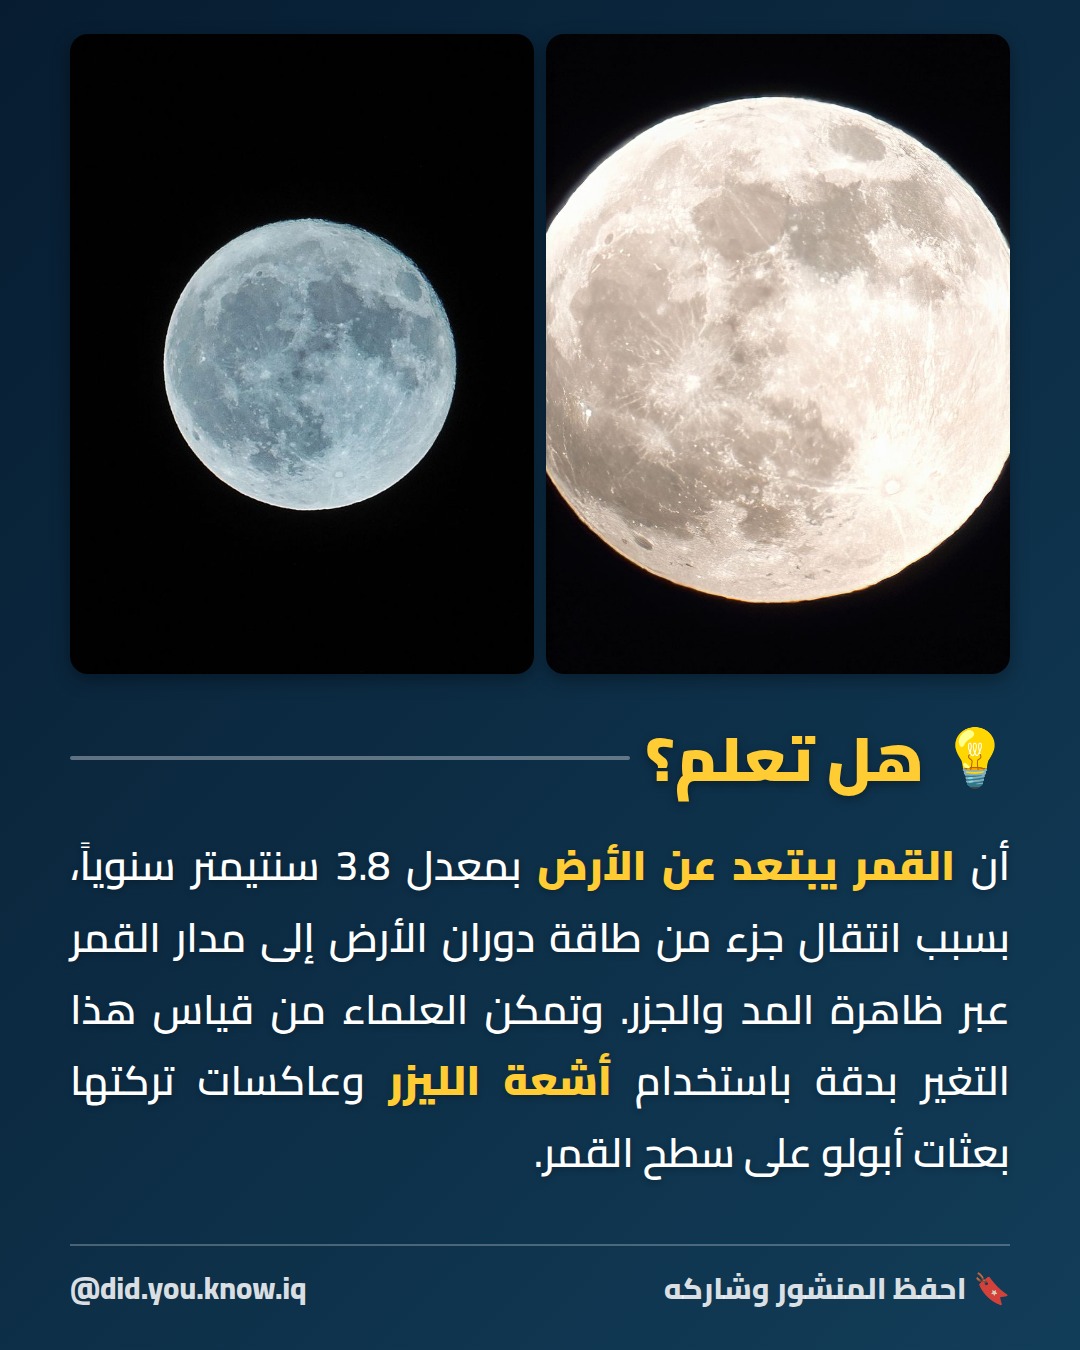 💡 هل تعلم؟
أن القمر يبتعد عن الأرض بمعدل 3.8 سنتيمتر سنوياً،
بسبب انتقال جزء من طاقة دوران الأرض إلى مدار القمر
عبر ظاهرة المد والجزر. وتمكن العلماء من قياس هذا
التغير بدقة باستخدام أشعة الليزر وعاكسات تركتها
بعثات أبولو على سطح القمر.
🔖 احفظ المنشور وشاركه
@did.you.know.iq